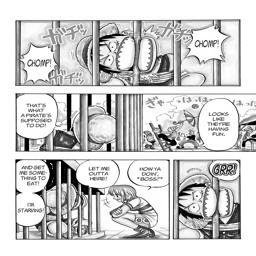 CHOMP!
CHOMP!
LOOKS
LIKE
THEY'RE
HAVING
FUN.
THAT'S
WHAT
A PIRATE'S
SUPPOSED
TO DO!
GRR!
HOW YA
DOIN',
"BOSS?"
LET ME
OUTTA
HERE!
AND GET
ME SOME-
THING TO
EAT!
I'M
STARVING!